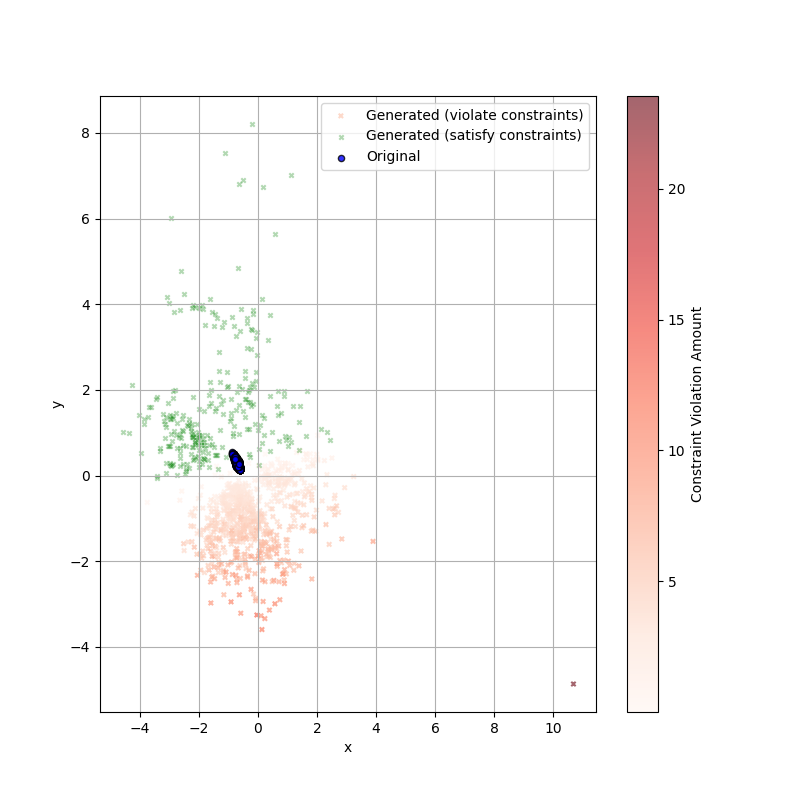 Generated (violate constraints)
Generated (satisfy constraints)
Original
8
6
4
2
0
−2
−4
y
−4 −2 0 2 4 6 8 10
x
20
15
10
5
Constraint Violation Amount